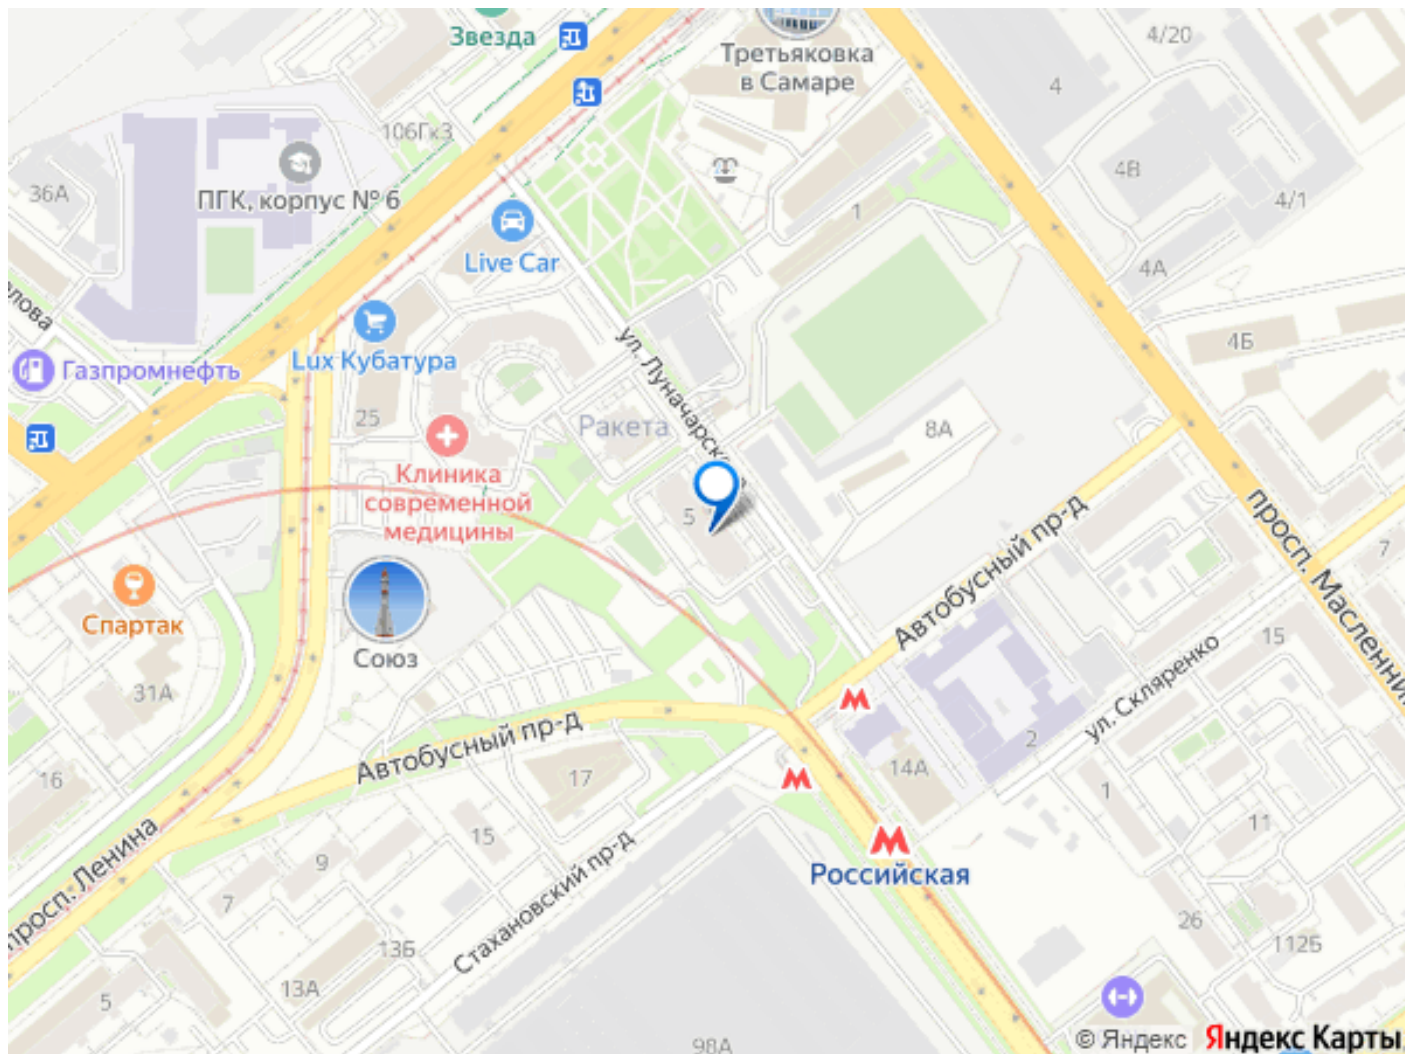 Звезда
Третьяковка
в Самаре
4/20
4
106Гк3
36А
ПГК, корпус № 6
4В
4/1
1
Live Car
4А
Lux Кубатура
Газпромнефть
4Б
ул. Луначарск
25
Ракета
8А
Клиника
современной
медицины
5
просп. Масленни
7
Автобусный пр-д
Спартак
Союз
15
ул. Скляренко
31А
2
Автобусный пр-д
14А
16
17
1
11
15
9
Российская
просп. Ленина
7
Стахановский пр-д
26
13Б
112Б
13А
5
98А
© Яндекс Яндекс Карты